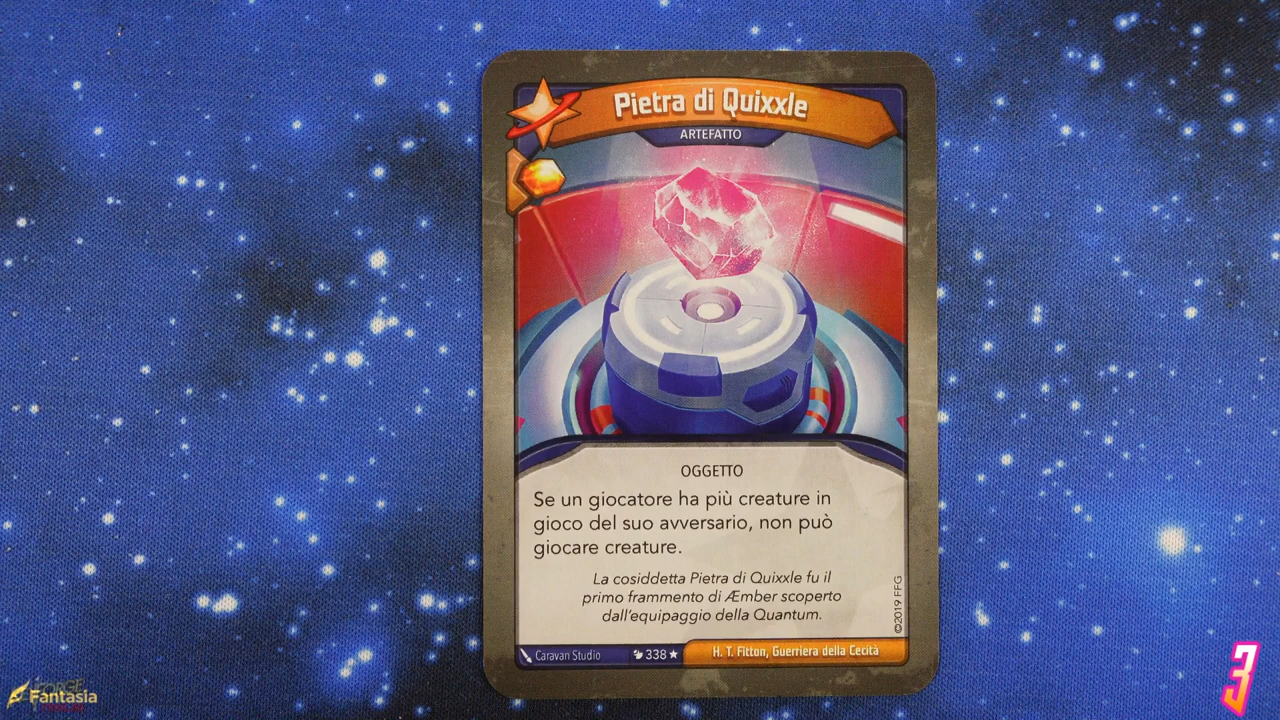 Pietra di Quixxle
ARTEFATTO
OGGETTO
Se un giocatore ha più creature in
gioco del suo avversario, non può
giocare creature.
La cosiddetta Pietra di Quixxle fu il
primo frammento di Æmber scoperto
dall'equipaggio della Quantum.
©2019 FFG
Caravan Studio
338
H. T. Fitton, Guerriera della Cecità
Fantasia
3